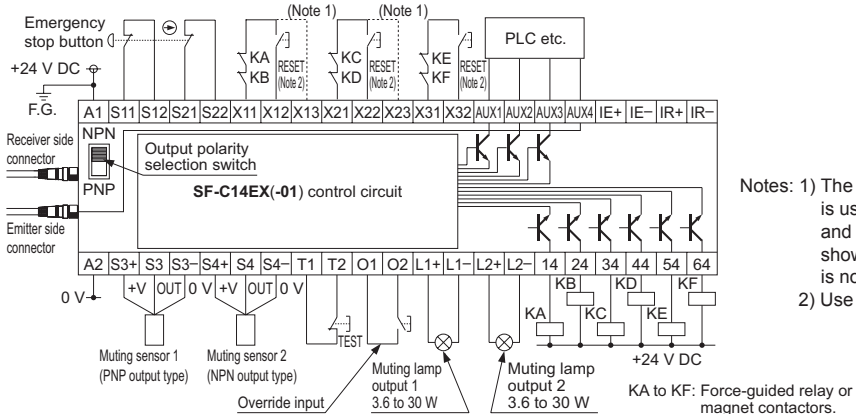 Emergency
stop button
(Note 1)
(Note 1)
PLC etc.
+24 V DC
F.G.
KA
KB
RESET
(Note 2)
KC
KD
RESET
(Note 2)
KE
KF
RESET
(Note 2)
A1 S11 S12 S21 S22 X11 X12 X13 X21 X22 X23 X31 X32 AUX1 AUX2 AUX3 AUX4 IE+ IE– IR+ IR–
NPN
PNP
Output polarity
selection switch
SF-C14EX(-01) control circuit
Receiver side
connector
Emitter side
connector
A2 S3+ S3 S3– S4+ S4 S4– T1 T2 O1 O2 L1+ L1– L2+ L2– 14 24 34 44 54 64
0 V
+V OUT 0 V
+V OUT 0 V
Muting sensor 1
(PNP output type)
Muting sensor 2
(NPN output type)
TEST
Override input
Muting lamp
output 1
3.6 to 30 W
Muting lamp
output 2
3.6 to 30 W
KA
KB
KC
KD
KE
KF
+24 V DC
KA to KF: Force-guided relay or
magnet contactors.
Notes: 1) The
is us
and
show
is no
2) Use